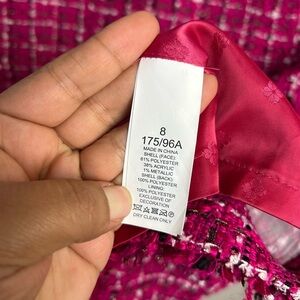 8
175/96A
MADE IN CHINA
SHELL (FACE):
61% POLYESTER
38% ACRYLIC
1% METALLIC
SHELL (BACK):
100% POLYESTER
LINING:
100% POLYESTER
EXCLUSIVE OF
DECORATION
DRY CLEAN ONLY